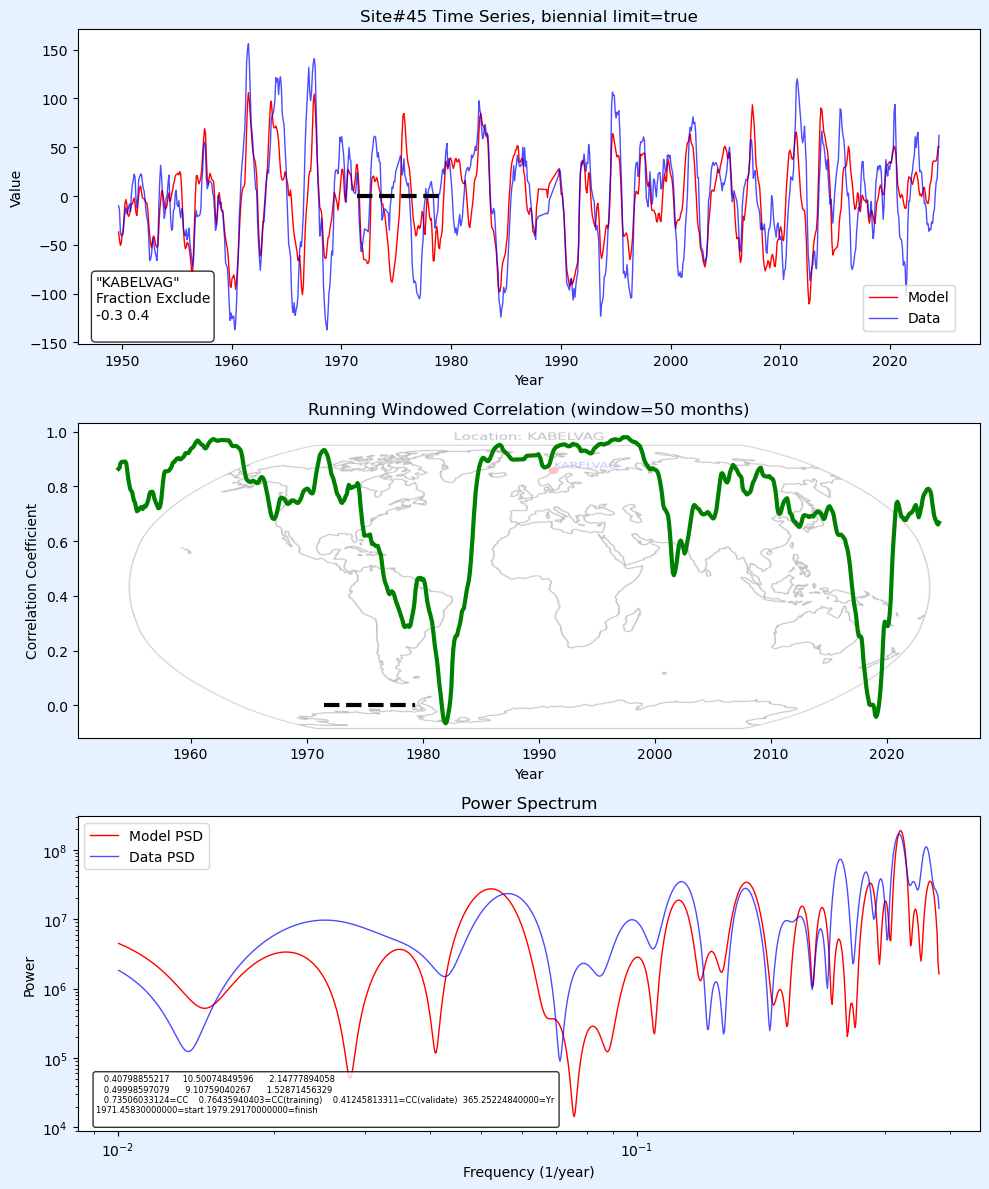 Site#45 Time Series, biennial limit=true
150
100
50
0
−50
−100
−150
Value
"KABELVAG"
Fraction Exclude
-0.3 0.4
Model
Data
1950 1960 1970 1980 1990 2000 2010 2020
Year
Running Windowed Correlation (window=50 months)
Location: KABELVAG
KABELVAG
1.0
0.8
0.6
0.4
0.2
0.0
Correlation Coefficient
1960 1970 1980 1990 2000 2010 2020
Year
Power Spectrum
Model PSD
Data PSD
10^8
10^7
10^6
10^5
10^4
Power
0.40798855217 10.50074849596 2.14777894058
0.49998597079 9.10759040267 1.52871456329
0.73506033124=CC 0.76435940403=CC(training) 0.41245813311=CC(validate) 365.25224840000=Yr
1971.45830000000=start 1979.29170000000=finish
10^−2 10^−1
Frequency (1/year)